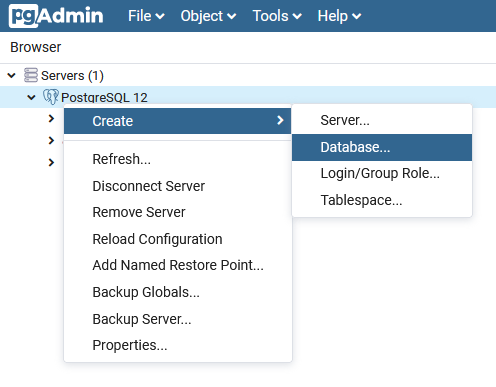 pgAdmin File Object Tools Help
Browser
Servers (1)
PostgreSQL 12
Create
Refresh...
Disconnect Server
Remove Server
Reload Configuration
Add Named Restore Point...
Backup Globals...
Backup Server...
Properties...
Server...
Database...
Login/Group Role...
Tablespace...